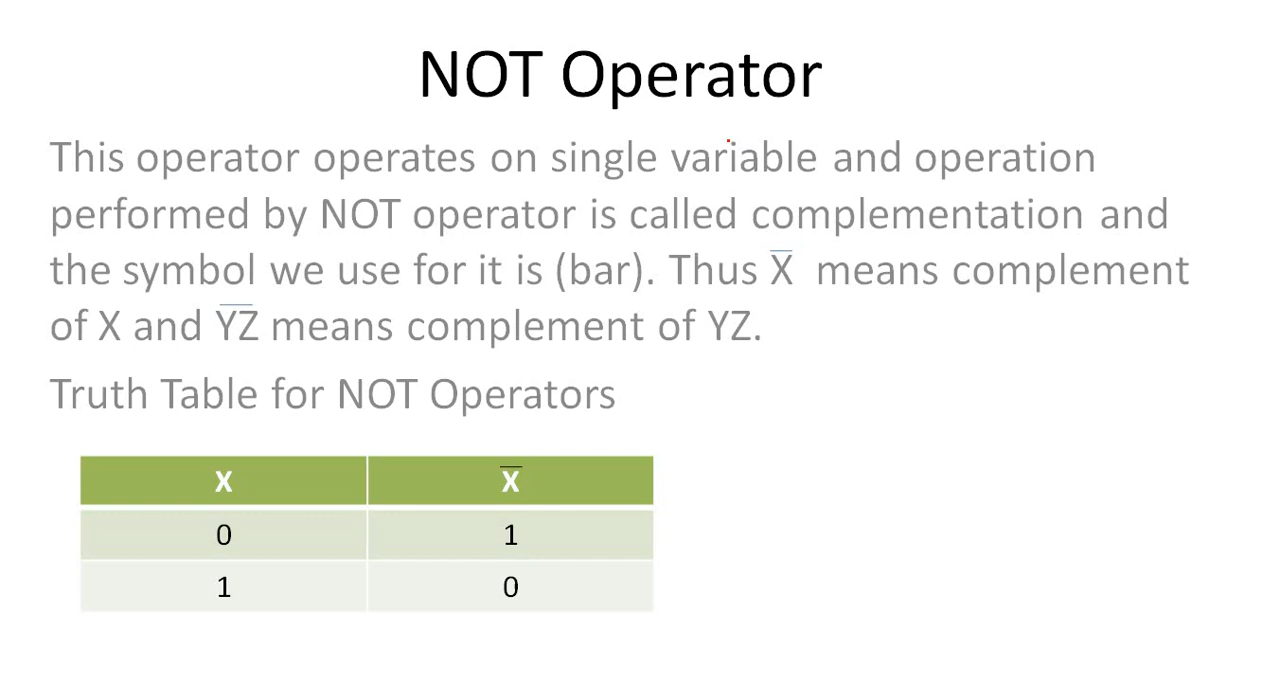 NOT Operator
This operator operates on single variable and operation
performed by NOT operator is called complementation and
the symbol we use for it is (bar). Thus X̅ means complement
of X and Y̅Z̅ means complement of YZ.
Truth Table for NOT Operators
X X̅
0 1
1 0